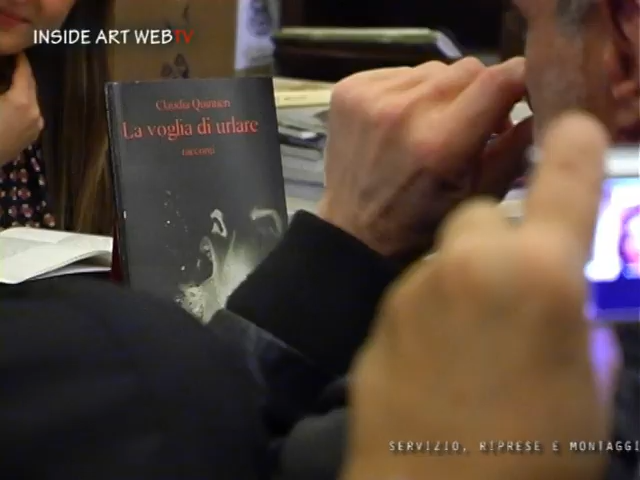 INSIDE ART WEBTV
Claudia Quintieri
La voglia di urlare
racconti
SERVIZIO, RIPRESE E MONTAGGI